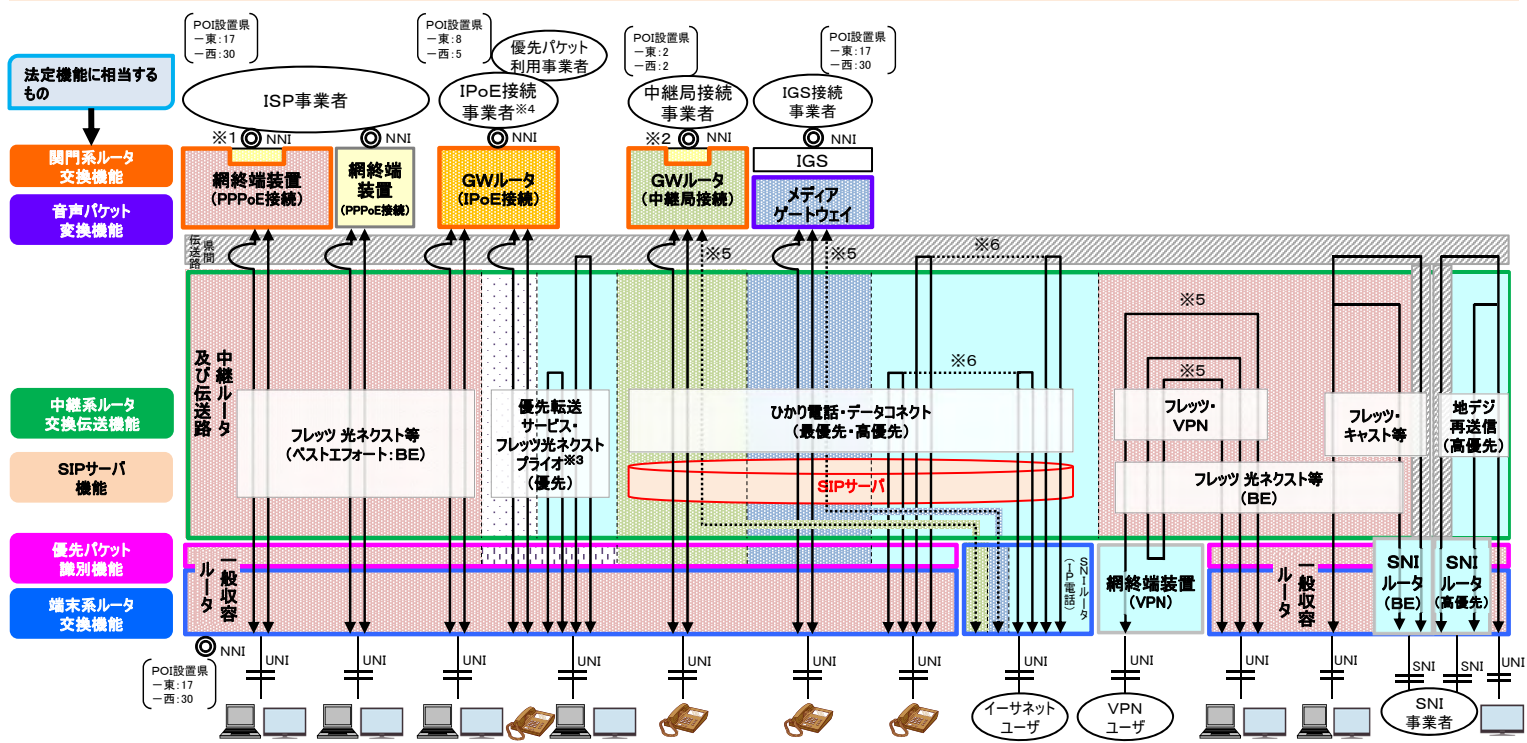 POI設置県
－東:17
－西:30
POI設置県
－東:8
－西:5
優先パケット
利用事業者
POI設置県
－東:2
－西:2
POI設置県
－東:17
－西:30
法定機能に相当する
もの
ISP事業者
IPoE接続
事業者※4
中継局接続
事業者
IGS接続
事業者
※1
NNI
NNI
NNI
※2
NNI
NNI
関門系ルータ
交換機能
網終端装置
(PPPoE接続)
網終端
装置
(PPPoE接続)
GWルータ
(IPoE接続)
GWルータ
(中継局接続)
IGS
メディア
ゲートウェイ
音声パケット
変換機能
県間
伝送路
※5
※5
※6
中継ルータ
及び伝送路
※5
※6
※5
中継系ルータ
交換伝送機能
フレッツ 光ネクスト等
(ベストエフォート:BE)
優先転送
サービス・
フレッツ光ネクスト
プライオ※3
(優先)
ひかり電話・データコネクト
(最優先・高優先)
フレッツ・
VPN
フレッツ・
キャスト等
地デジ
再送信
(高優先)
SIPサーバ
機能
SIPサーバ
フレッツ 光ネクスト等
(BE)
優先パケット
識別機能
端末系ルータ
交換機能
一般収容
ルータ
SNIルータ
(IP電話)
網終端装置
(VPN)
一般収容
ルータ
SNI
ルータ
(BE)
SNI
ルータ
(高優先)
NNI
UNI
UNI
UNI
UNI
UNI
UNI
UNI
UNI
UNI
UNI
UNI
SNI
SNI
UNI
POI設置県
－東:17
－西:30
イーサネット
ユーザ
VPN
ユーザ
SNI
事業者